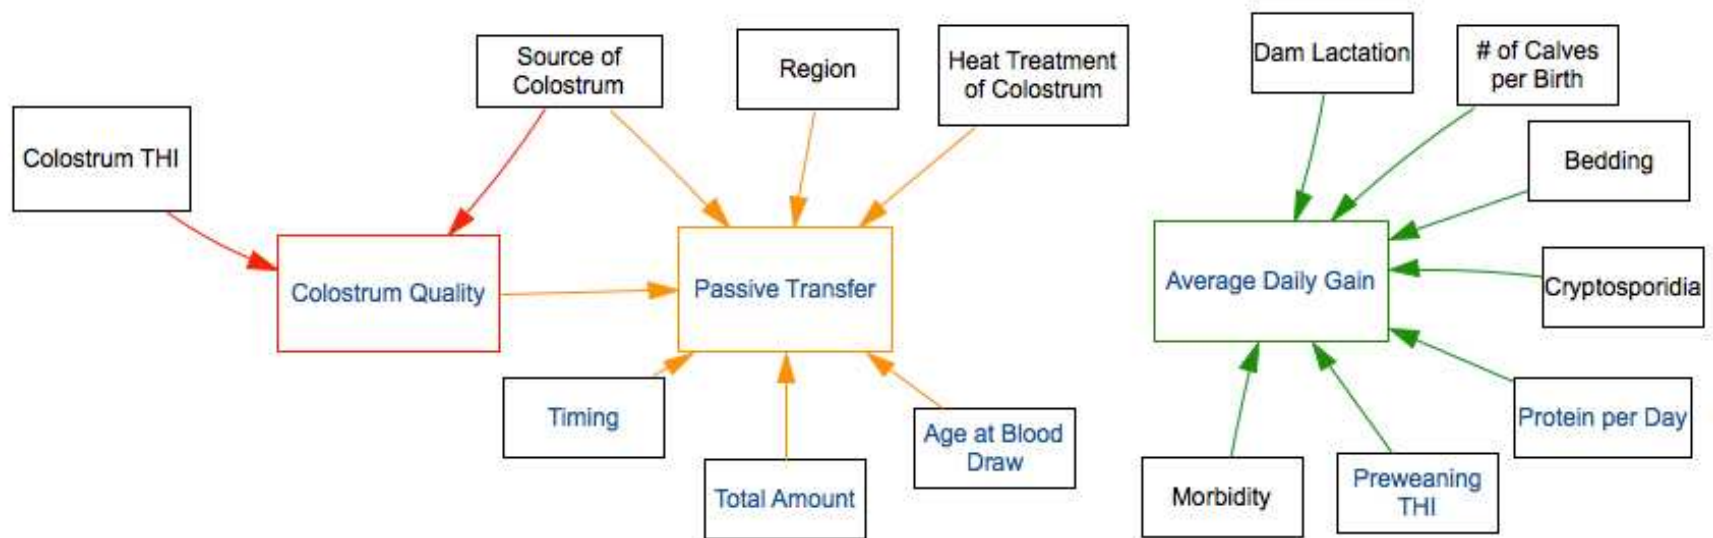 Source of
Colostrum
Region
Heat Treatment
of Colostrum
Dam Lactation
# of Calves
per Birth
Colostrum THI
Bedding
Colostrum Quality
Passive Transfer
Average Daily Gain
Cryptosporidia
Timing
Total Amount
Age at Blood
Draw
Protein per Day
Morbidity
Preweaning
THI